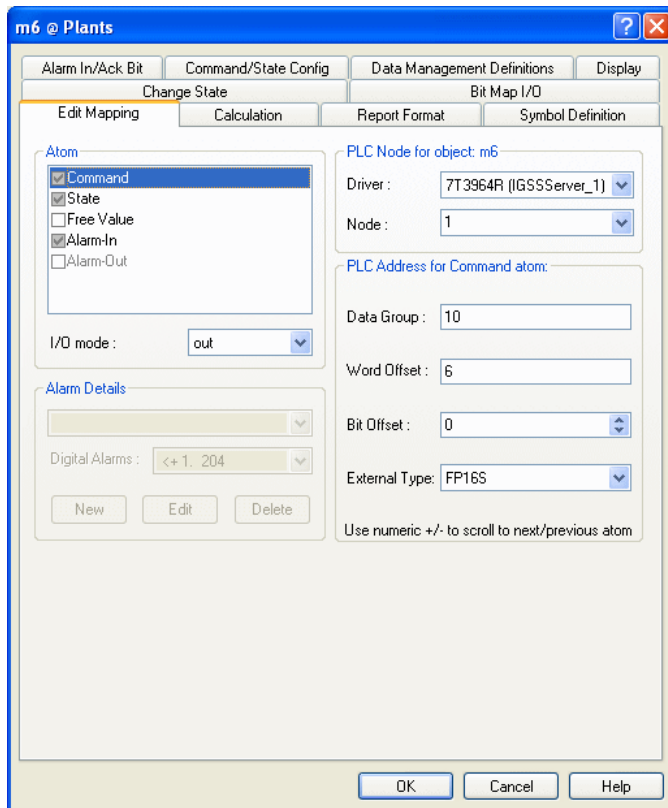 m6 @ Plants
Alarm In/Ack Bit Command/State Config Data Management Definitions Display
Change State Bit Map I/O
Edit Mapping Calculation Report Format Symbol Definition
Atom
Command
State
Free Value
Alarm-In
Alarm-Out
I/O mode : out
Alarm Details
Digital Alarms : <+ 1. 204
New Edit Delete
PLC Node for object: m6
Driver : 7T3964R (IGSSServer_1)
Node : 1
PLC Address for Command atom:
Data Group : 10
Word Offset : 6
Bit Offset : 0
External Type: FP16S
Use numeric +/- to scroll to next/previous atom
OK Cancel Help